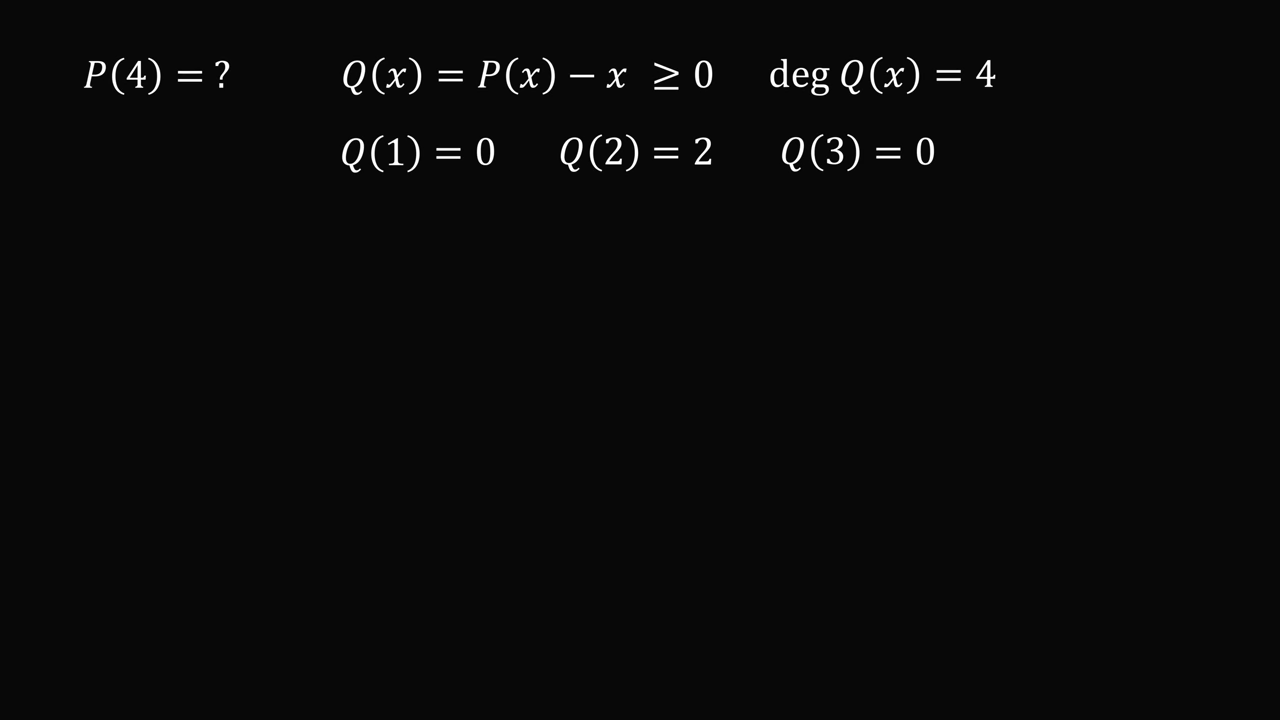 P(4) = ? Q(x) = P(x) − x ≥ 0 deg Q(x) = 4
Q(1) = 0 Q(2) = 2 Q(3) = 0